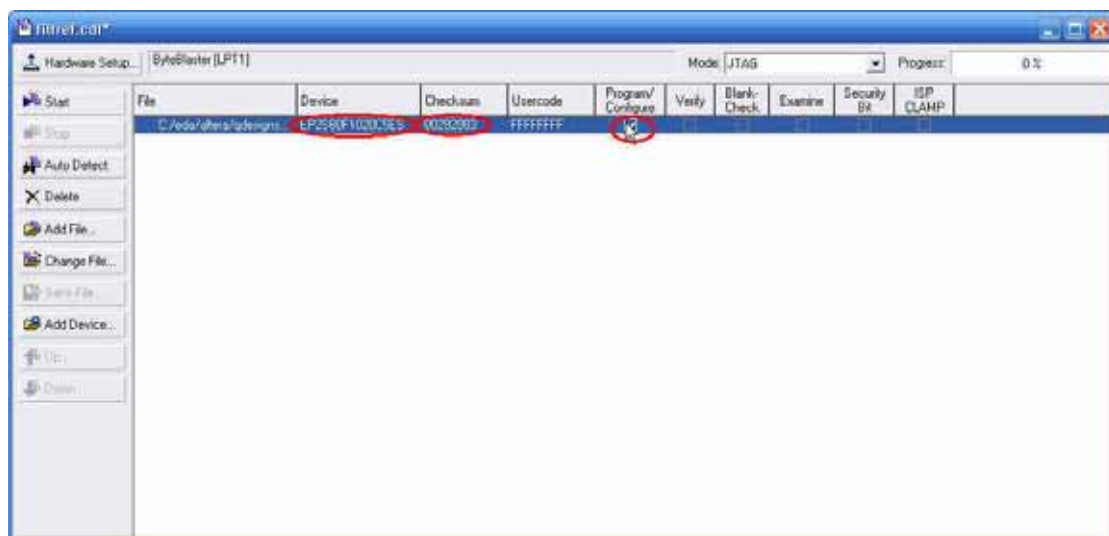 Hardware Setup...
ByteBlaster [LPT1]
Mode: JTAG
Progress: 0 %
Start
Stop
Auto Detect
Delete
Add File...
Change File...
Save File...
Add Device...
Up
Down
File Device Checksum Usercode Program/ Configure Verify Blank- Check Examine Security Bit ISP CLAMP
C:/eda/altera/qdesigns... FFFFFFFF